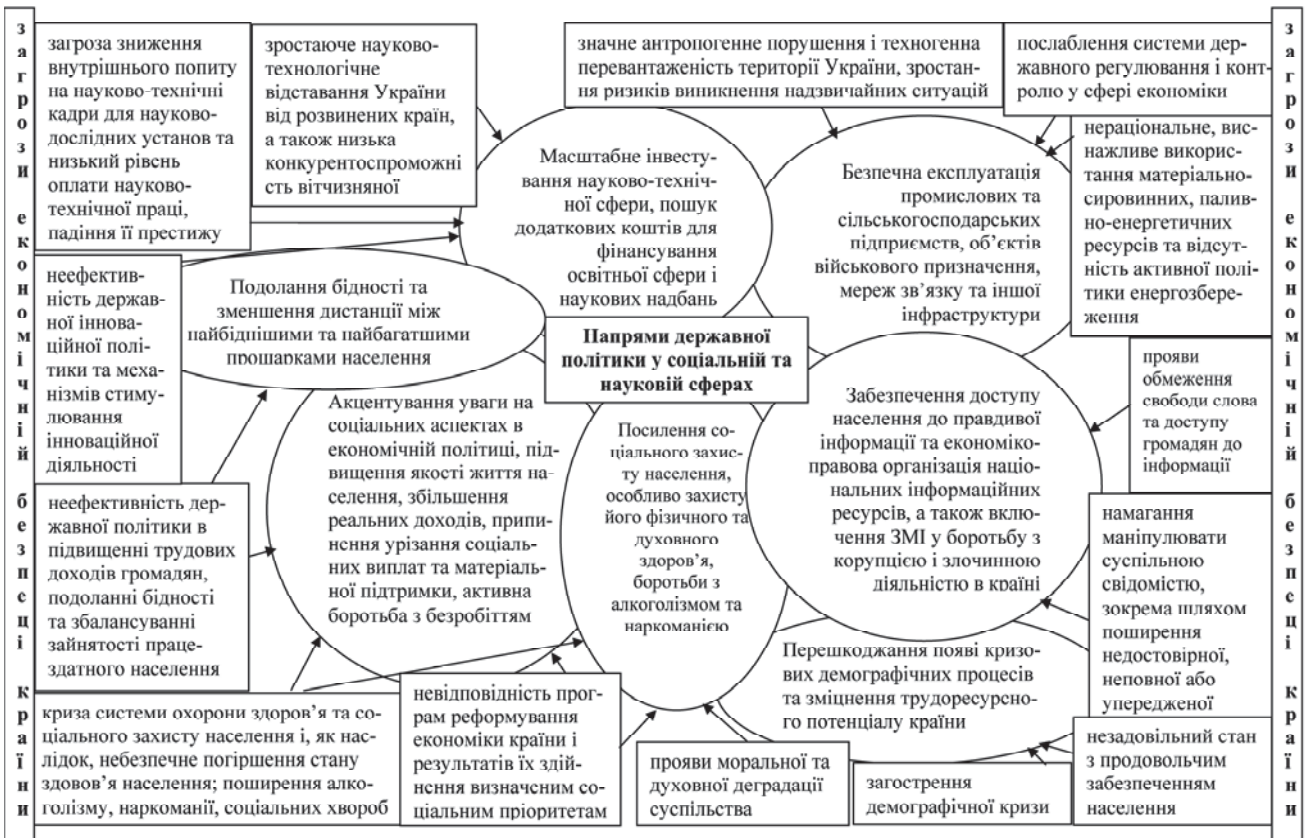 загрози економічній безпеці країни
загроза зниження
внутрішнього попиту
на науково-технічні
кадри для науково-
дослідних установ та
низький рівень
оплати науково-
технічної праці,
падіння її престижу
зростаюче науково-
технологічне
відставання України
від розвинених країн,
а також низька
конкурентоспроможні
сть вітчизняної
значне антропогенне порушення і техногенна
перевантаженість території України, зростан-
ня ризиків виникнення надзвичайних ситуацій
послаблення системи дер-
жавного регулювання і конт-
ролю у сфері економіки
нераціональне, вис-
нажливе викорис-
тання матеріально-
сировинних, палив-
но-енергетичних
ресурсів та відсут-
ність активної полі-
тики енергозбере-
ження
Масштабне інвесту-
вання науково-техніч-
ної сфери, пошук
додаткових коштів для
фінансування
освітньої сфери і
наукових надбань
Безпечна експлуатація
промислових та
сільськогосподарських
підприємств, об’єктів
військового призначення,
мереж зв’язку та іншої
інфраструктури
неефектив-
ність держав-
ної іннова-
ційної полі-
тики та меха-
нізмів стиму-
лювання
інноваційної
діяльності
Подолання бідності та
зменшення дистанції між
найбіднішими та найбагатшими
прошарками населення
Напрями державної
політики у соціальній та
науковій сферах
прояви
обмеження
свободи слова
та доступу
громадян до
інформації
Акцентування уваги на
соціальних аспектах в
економічній політиці, під-
вищення якості життя на-
селення, збільшення
реальних доходів, припи-
нення урізання соціаль-
них виплат та матеріаль-
ної підтримки, активна
боротьба з безробіттям
Посилення со-
ціального захис-
ту населення,
особливо захисту
його фізичного та
духовного
здоров’я,
боротьби з
алкоголізмом та
наркоманією
Забезпечення доступу
населення до правдивої
інформації та економіко-
правова організація націо-
нальних інформаційних
ресурсів, а також вклю-
чення ЗМІ у боротьбу з
корупцією і злочинною
діяльністю в країні
неефективність дер-
жавної політики в
підвищенні трудових
доходів громадян,
подоланні бідності
та збалансуванні
зайнятості праце-
здатного населення
намагання
маніпулювати
суспільною
свідомістю,
зокрема шляхом
поширення
недостовірної,
неповної або
упередженої
Перешкоджання появі кризо-
вих демографічних процесів
та зміцнення трудоресурсно-
го потенціалу країни
криза системи охорони здоров’я та со-
ціального захисту населення і, як нас-
лідок, небезпечне погіршення стану
здовов’я населення; поширення алко-
голізму, наркоманії, соціальних хвороб
невідповідність прог-
рам реформування
економіки країни і
результатів їх здій-
нення визначеним со-
ціальним пріоритетам
прояви моральної та
духовної деградації
суспільства
загострення
демографічної кризи
незадовільний стан
з продовольчим
забезпеченням
населення
загрози економічній безпеці країни